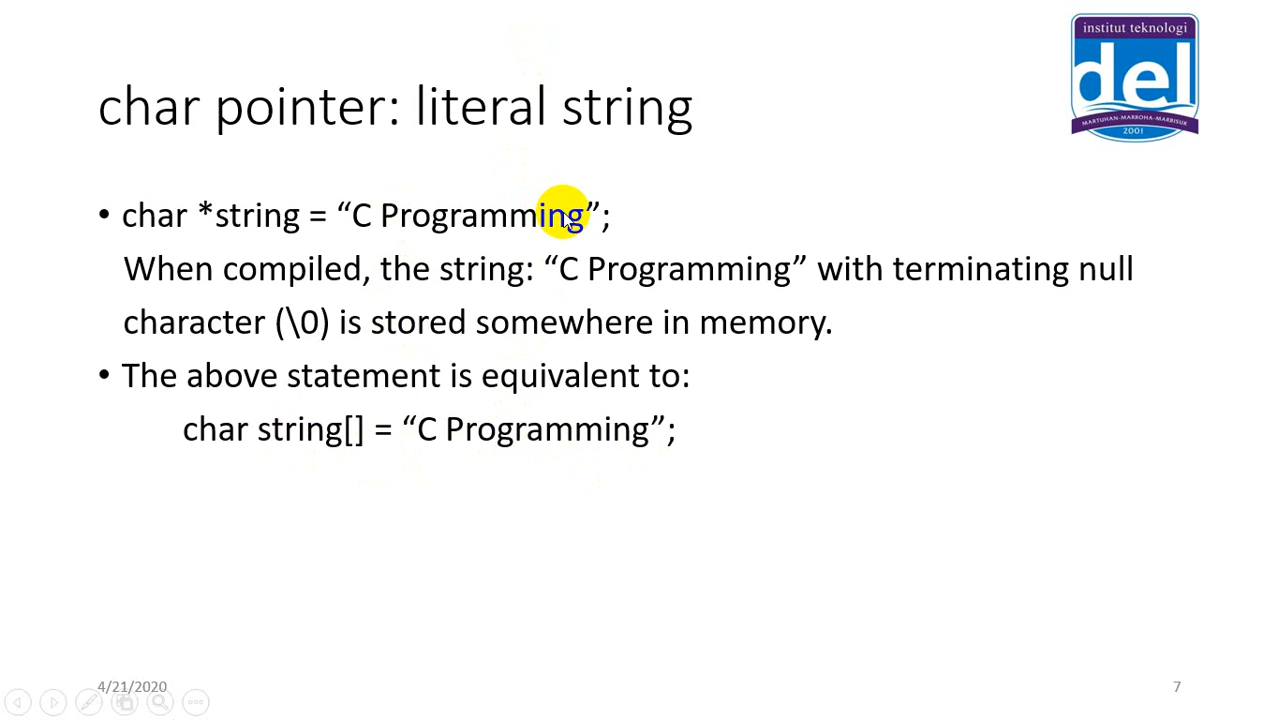 institut teknologi
del
MARTUHAN-MARROHA-MARBISUK
2001
char pointer: literal string
• char *string = “C Programming”;
When compiled, the string: “C Programming” with terminating null
character (\0) is stored somewhere in memory.
• The above statement is equivalent to:
char string[] = “C Programming”;
4/21/2020
7